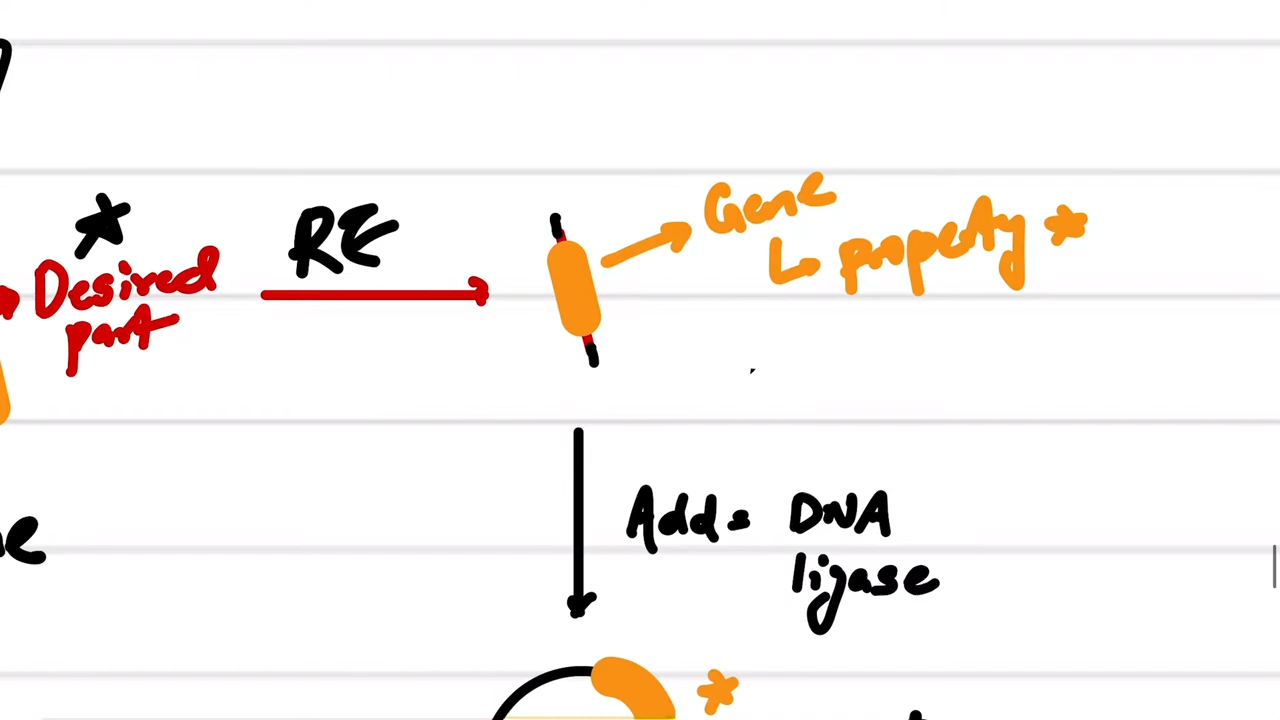 Desired
part
RE
Gene
↳ property *
Add = DNA
ligase